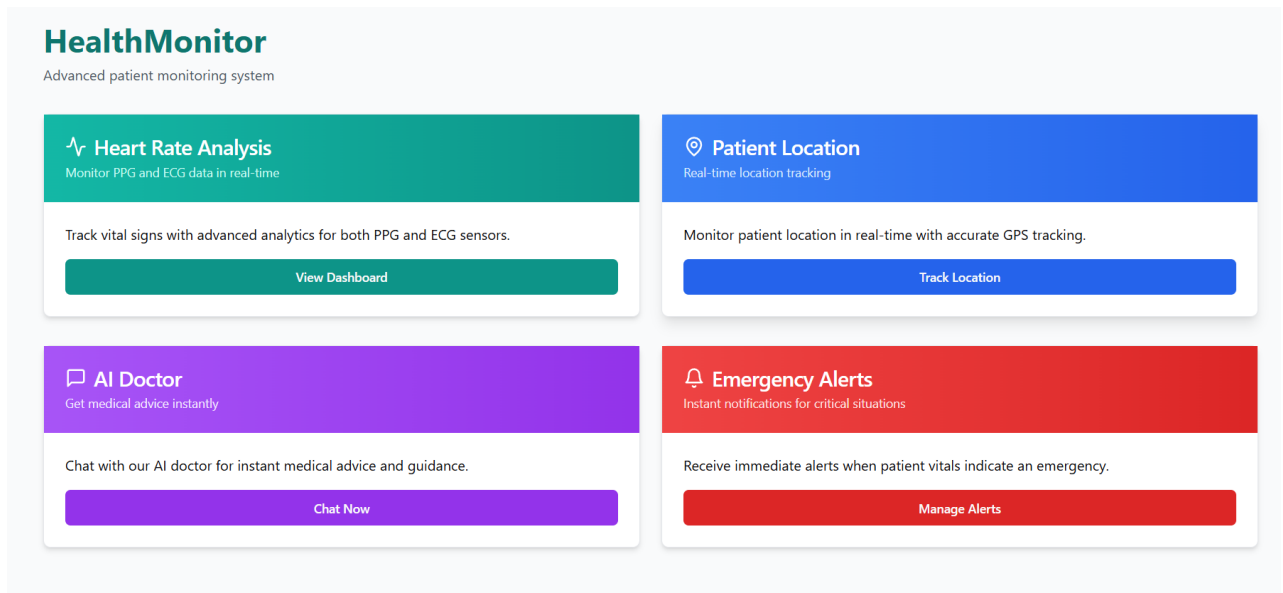 HealthMonitor
Advanced patient monitoring system
Heart Rate Analysis
Monitor PPG and ECG data in real-time
Track vital signs with advanced analytics for both PPG and ECG sensors.
View Dashboard
Patient Location
Real-time location tracking
Monitor patient location in real-time with accurate GPS tracking.
Track Location
AI Doctor
Get medical advice instantly
Chat with our AI doctor for instant medical advice and guidance.
Chat Now
Emergency Alerts
Instant notifications for critical situations
Receive immediate alerts when patient vitals indicate an emergency.
Manage Alerts